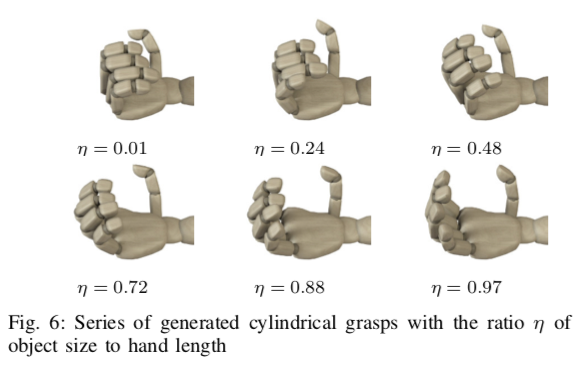 η = 0.01
η = 0.24
η = 0.48
η = 0.72
η = 0.88
η = 0.97
Fig. 6: Series of generated cylindrical grasps with the ratio η of
object size to hand length